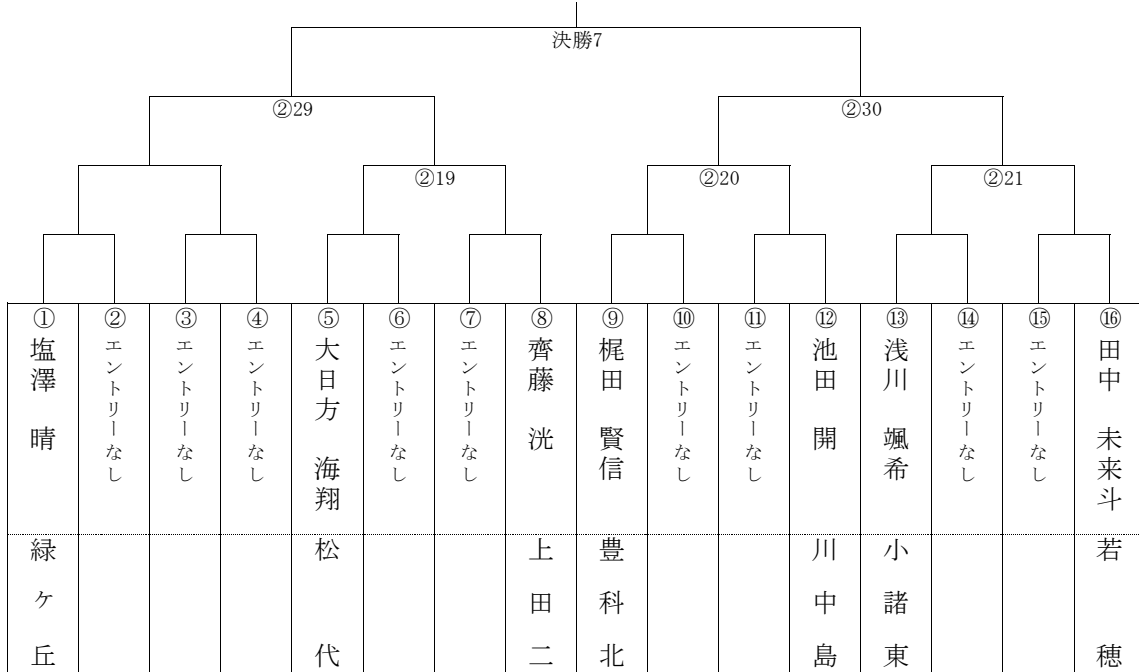 決勝7
②29
②30
②19
②20
②21
①
塩澤 晴
緑ヶ丘
②
エントリーなし
③
エントリーなし
④
エントリーなし
⑤
大日方 海翔
松代
⑥
エントリーなし
⑦
エントリーなし
⑧
齊藤 洸
上田二
⑨
梶田 賢信
豊科北
⑩
エントリーなし
⑪
エントリーなし
⑫
池田 開
川中島
⑬
浅川 颯希
小諸東
⑭
エントリーなし
⑮
エントリーなし
⑯
田中 未来斗
若穂